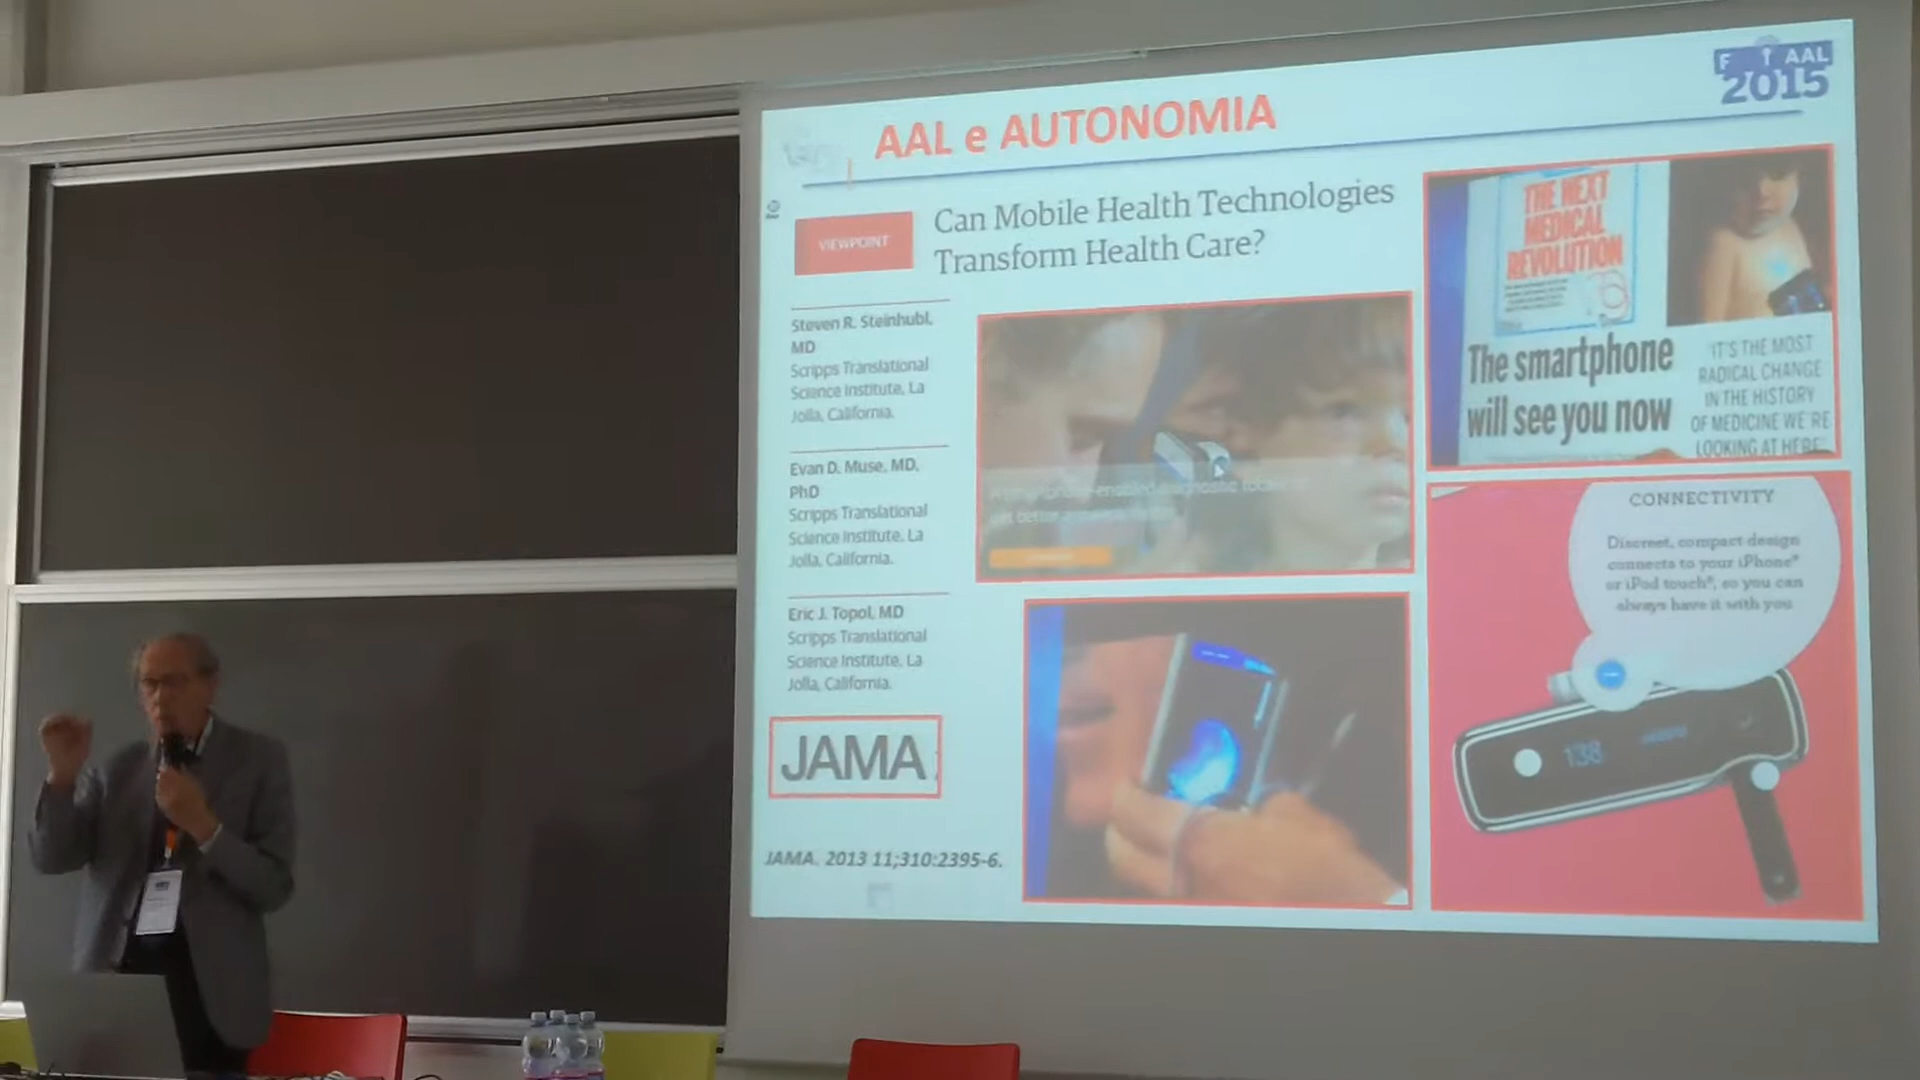 AAL e AUTONOMIA
AAL
2015
VIEWPOINT
Can Mobile Health Technologies
Transform Health Care?
Steven R. Steinhubl,
MD
Scripps Translational
Science Institute, La
Jolla, California.
Evan D. Muse, MD,
PhD
Scripps Translational
Science Institute, La
Jolla, California.
Eric J. Topol, MD
Scripps Translational
Science Institute, La
Jolla, California.
JAMA
JAMA. 2013 11;310:2395-6.
THE NEXT
MEDICAL
REVOLUTION
The smartphone
will see you now
"IT'S THE MOST
RADICAL CHANGE
IN THE HISTORY
OF MEDICINE WE'RE
LOOKING AT HERE"
CONNECTIVITY
Discreet, compact design
connects to your iPhone®
or iPod touch®, so you can
always have it with you
138